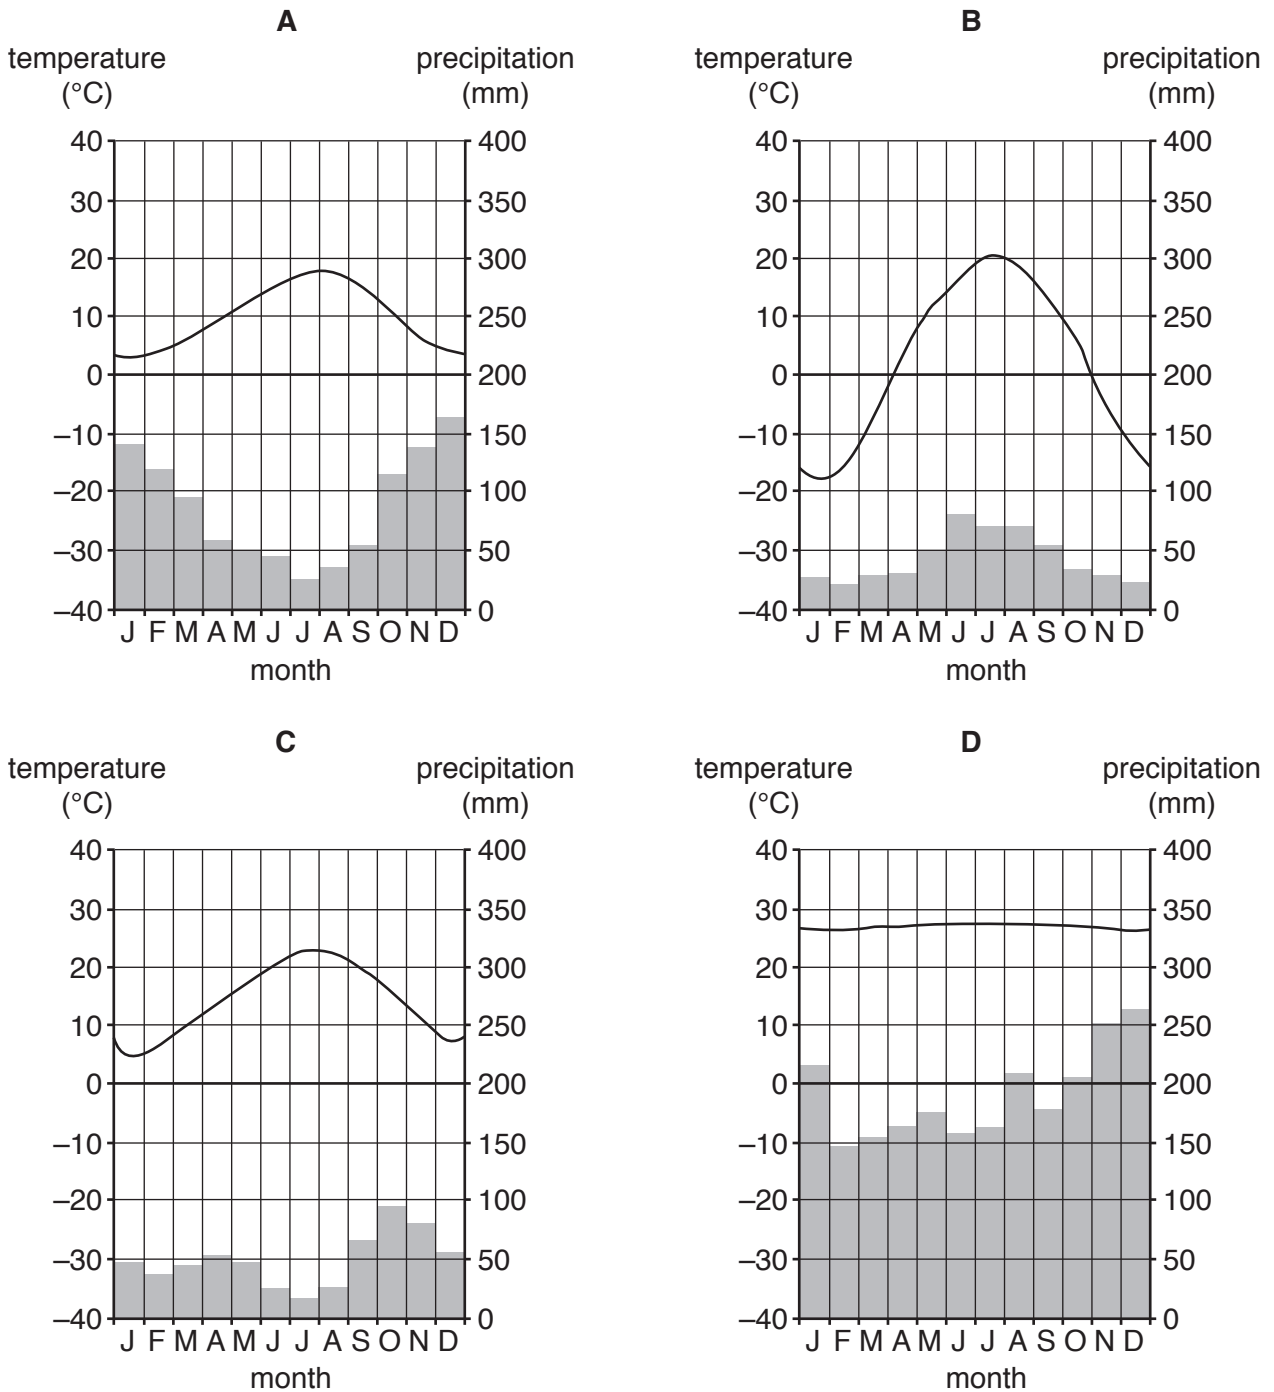 A
temperature (°C)
precipitation (mm)
40 400
30 350
20 300
10 250
0 200
–10 150
–20 100
–30 50
–40 0
J F M A M J J A S O N D
month
B
temperature (°C)
precipitation (mm)
40 400
30 350
20 300
10 250
0 200
–10 150
–20 100
–30 50
–40 0
J F M A M J J A S O N D
month
C
temperature (°C)
precipitation (mm)
40 400
30 350
20 300
10 250
0 200
–10 150
–20 100
–30 50
–40 0
J F M A M J J A S O N D
month
D
temperature (°C)
precipitation (mm)
40 400
30 350
20 300
10 250
0 200
–10 150
–20 100
–30 50
–40 0
J F M A M J J A S O N D
month